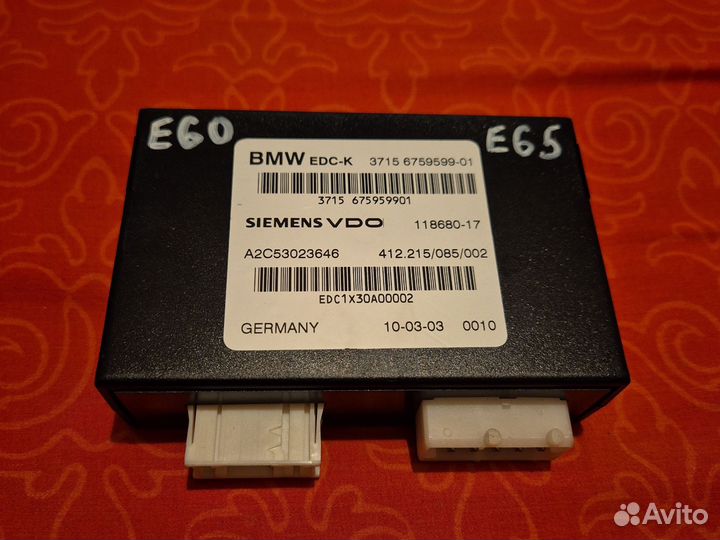 E60
E65
BMW EDC-K 3715 6759599-01
3715 675959901
SIEMENS VDO 118680-17
A2C53023646 412.215/085/002
EDC1X30A00002
GERMANY 10-03-03 0010
Avito